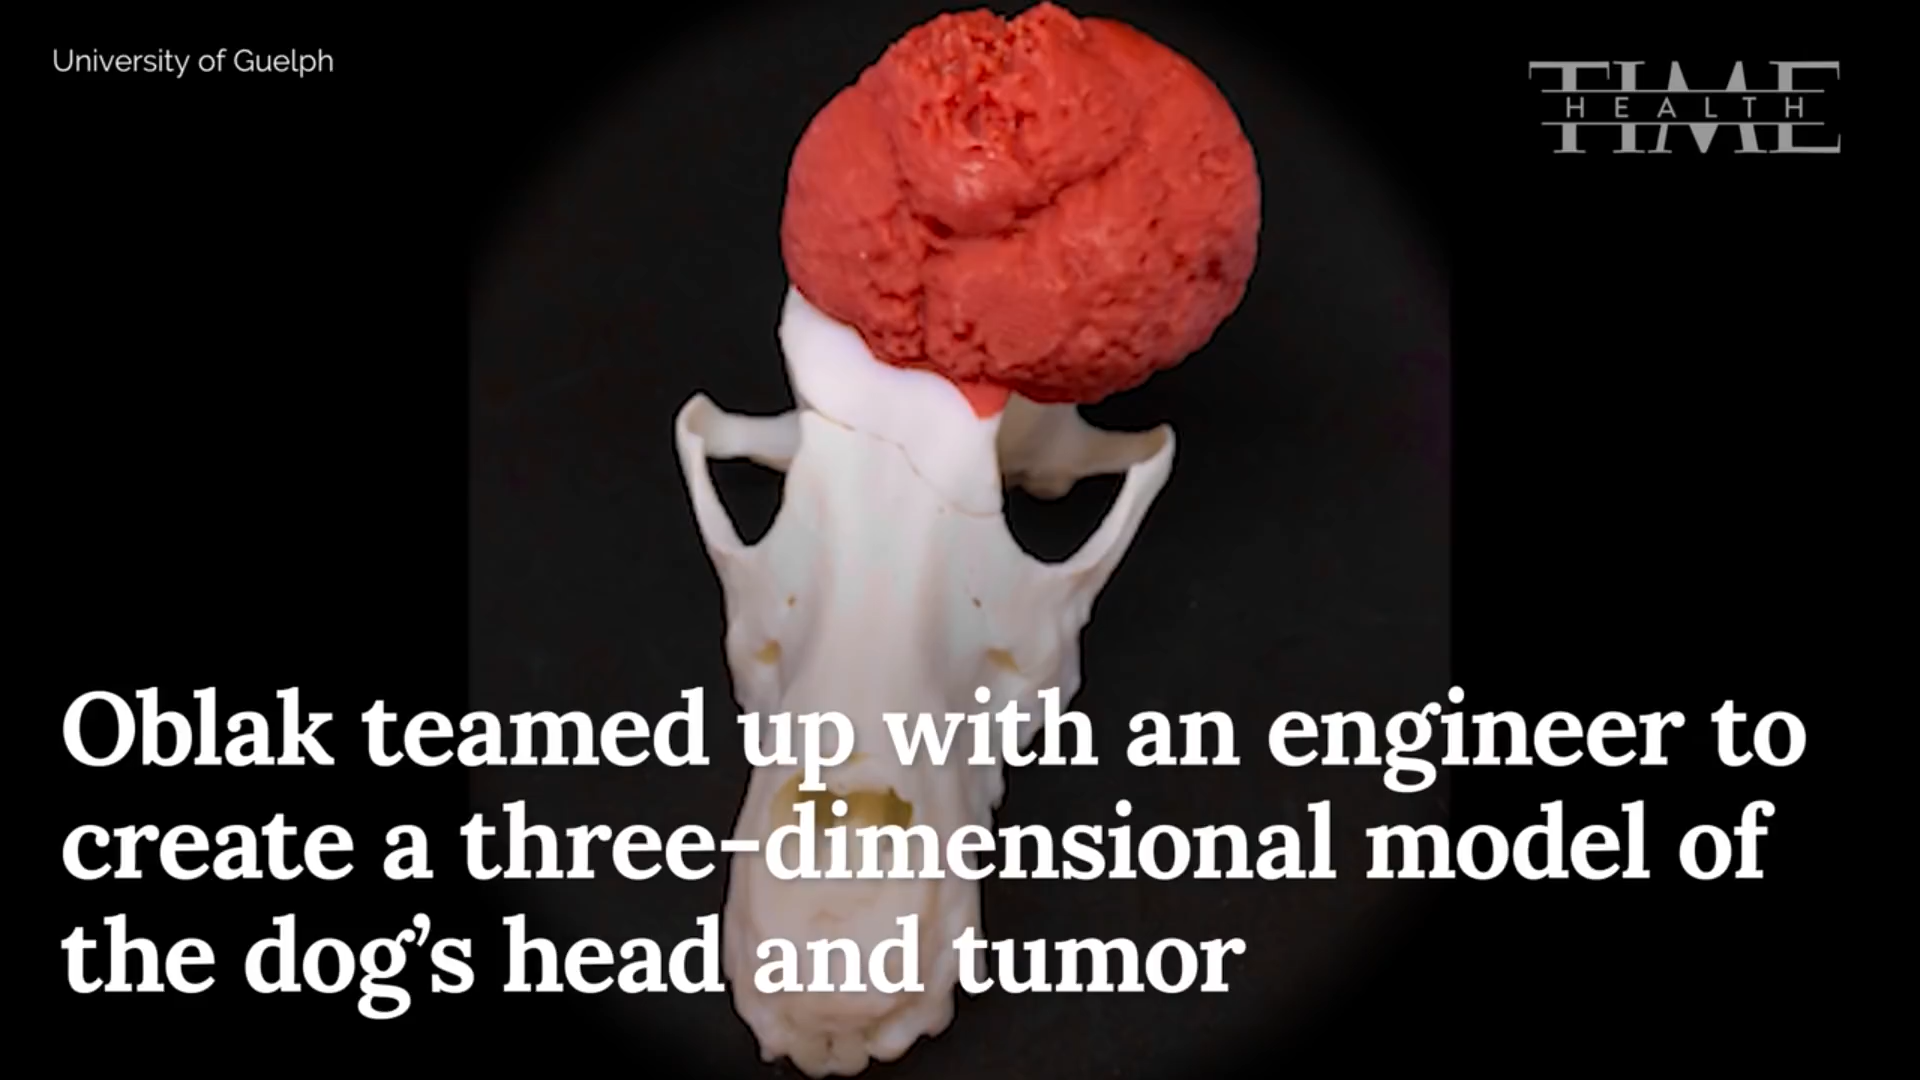 University of Guelph
TIME
HEALTH
Oblak teamed up with an engineer to
create a three-dimensional model of
the dog’s head and tumor